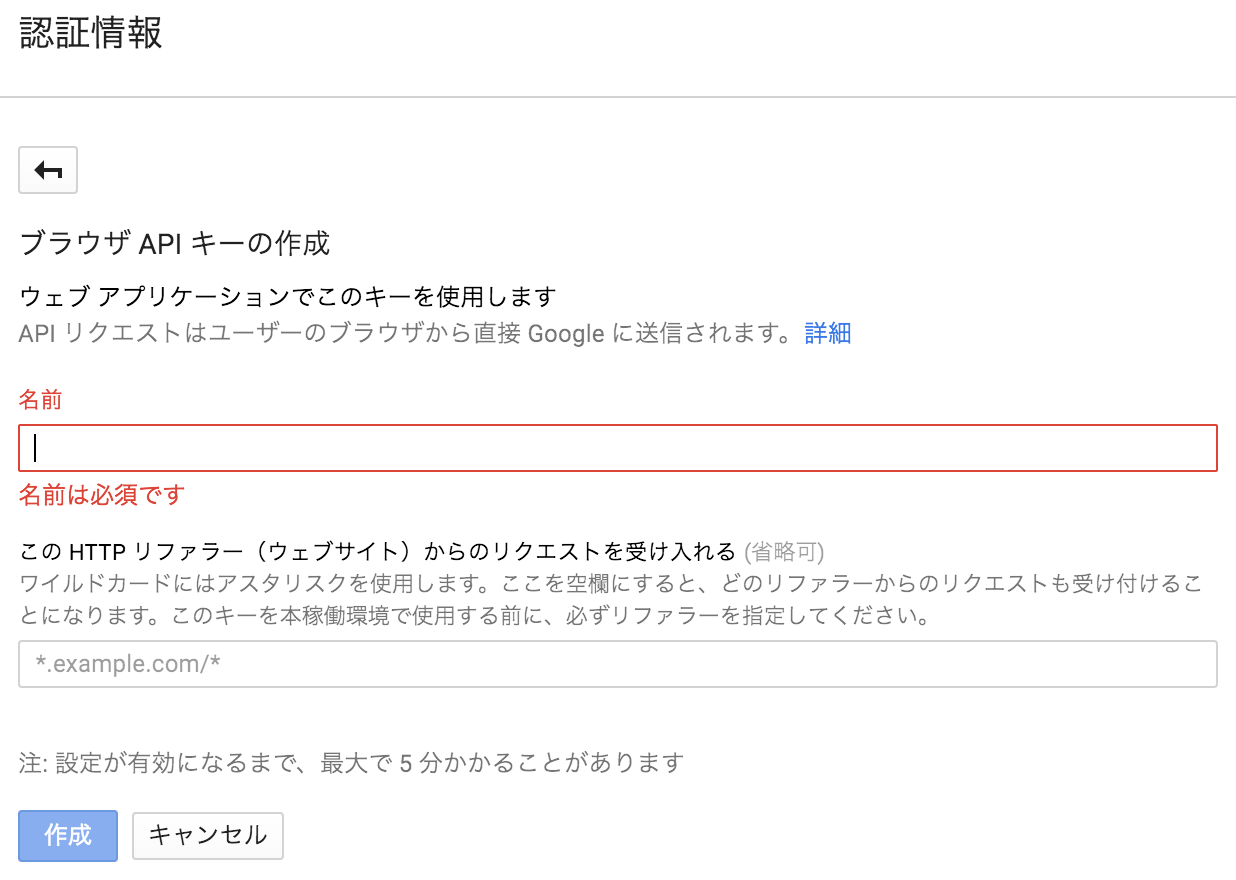 認証情報
ブラウザ API キーの作成
ウェブ アプリケーションでこのキーを使用します
API リクエストはユーザーのブラウザから直接 Google に送信されます。詳細
名前
名前は必須です
この HTTP リファラー（ウェブサイト）からのリクエストを受け入れる (省略可)
ワイルドカードにはアスタリスクを使用します。ここを空欄にすると、どのリファラーからのリクエストも受け付けるこ
とになります。このキーを本稼働環境で使用する前に、必ずリファラーを指定してください。
*.example.com/*
注: 設定が有効になるまで、最大で 5 分かかることがあります
作成 キャンセル